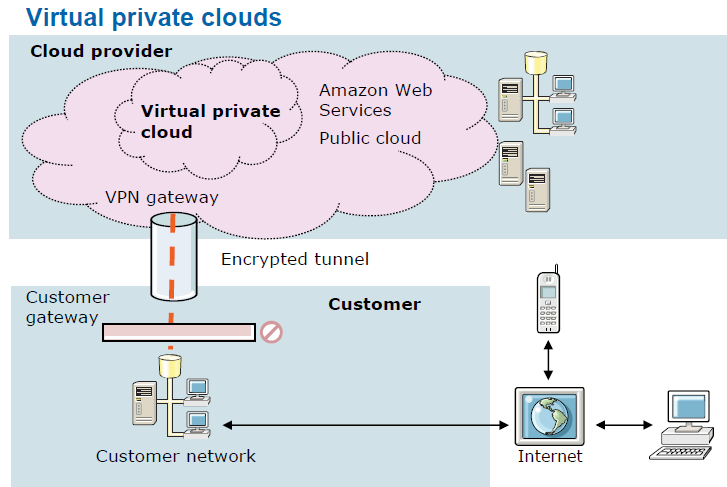 Virtual private clouds
Cloud provider
Amazon Web
Services
Public cloud
Virtual private
cloud
VPN gateway
Encrypted tunnel
Customer
gateway
Customer
Customer network
Internet